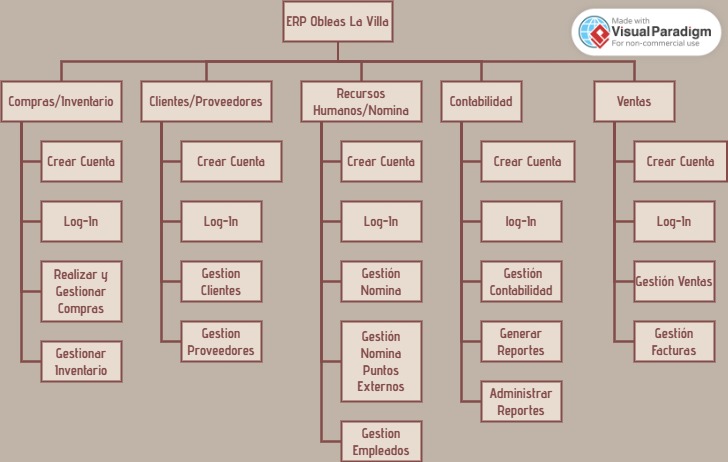 ERP Obleas La Villa
Made with
Visual Paradigm
For non-commercial use
Compras/Inventario
Clientes/Proveedores
Recursos
Humanos/Nomina
Contabilidad
Ventas
Crear Cuenta
Log-In
Realizar y
Gestionar
Compras
Gestionar
Inventario
Crear Cuenta
Log-In
Gestion
Clientes
Gestion
Proveedores
Crear Cuenta
Log-In
Gestión
Nomina
Gestión
Nomina
Puntos
Externos
Gestion
Empleados
Crear Cuenta
log-In
Gestión
Contabilidad
Generar
Reportes
Administrar
Reportes
Crear Cuenta
Log-In
Gestión Ventas
Gestión
Facturas